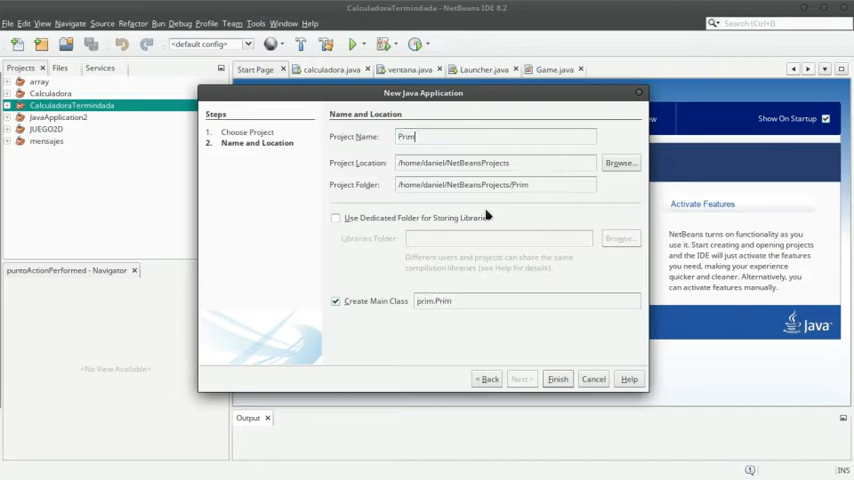 CalculadoraTermindada - NetBeans IDE 8.2
File Edit View Navigate Source Refactor Run Debug Profile Team Tools Window Help
Search (Ctrl+I)
<default config>
Projects Files Services
Start Page calculadora.java ventana.java Launcher.java Game.java
array
Calculadora
CalculadoraTermindada
JavaApplication2
JUEGO2D
mensajes
New Java Application
Steps
1. Choose Project
2. Name and Location
Name and Location
Project Name: Prim
Project Location: /home/daniel/NetBeansProjects Browse...
Project Folder: /home/daniel/NetBeansProjects/Prim
Use Dedicated Folder for Storing Libraries
Libraries Folder: Browse...
Different users and projects can share the same
compilation libraries (see Help for details).
Create Main Class prim.Prim
< Back Next > Finish Cancel Help
Show On Startup
Activate Features
NetBeans turns on functionality as you
use it. Start creating and opening projects
and the IDE will just activate the features
you need, making your experience
quicker and cleaner. Alternatively, you
can activate features manually.
Java
puntoActionPerformed - Navigator
<No View Available>
Output
1 INS